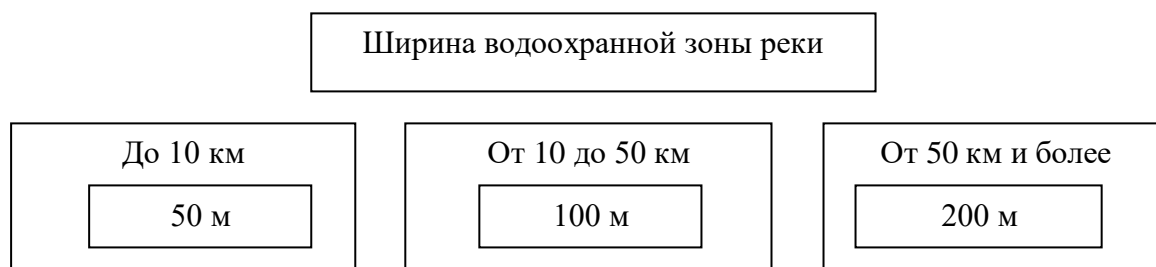 Ширина водоохранной зоны реки
До 10 км
От 10 до 50 км
От 50 км и более
50 м
100 м
200 м